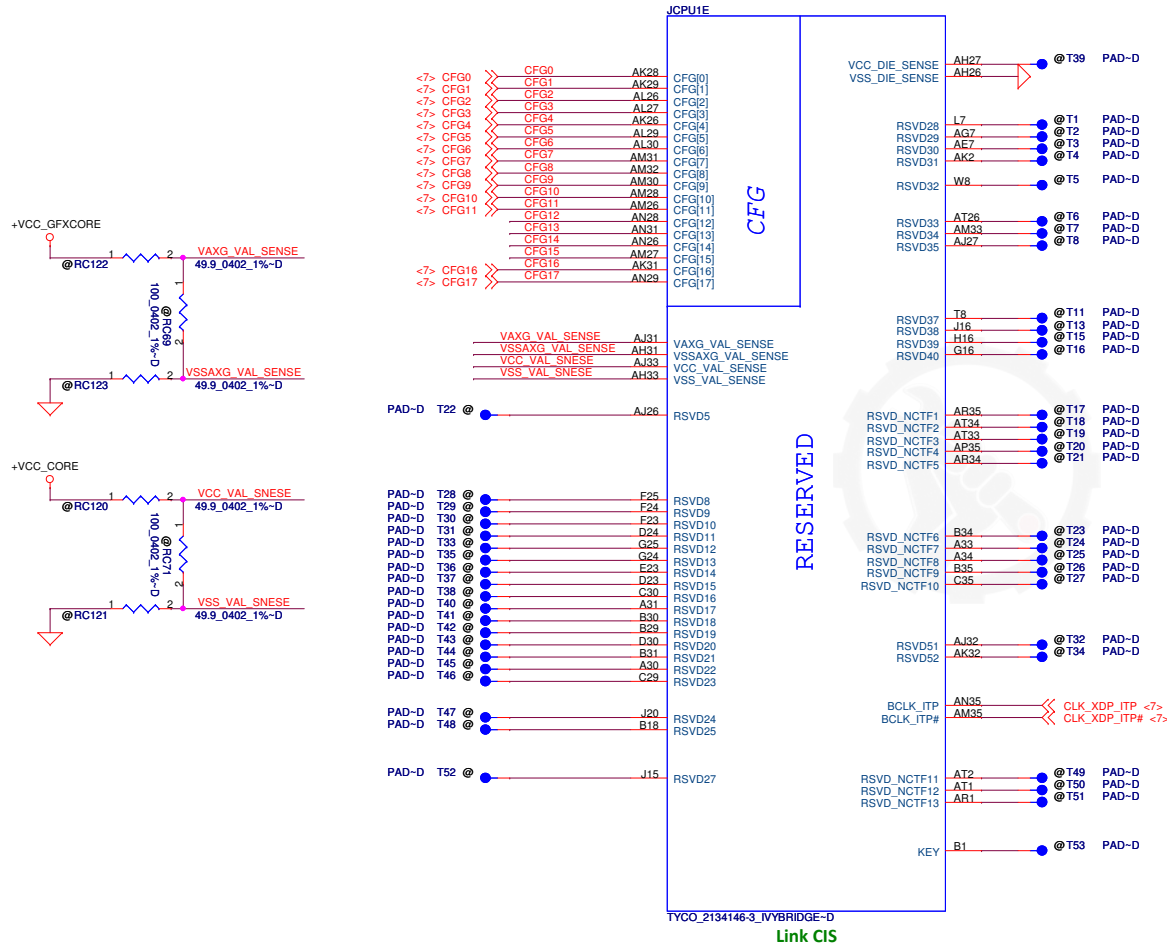 JCPU1E
<7> CFG0 CFG0 AK28 CFG[0]
<7> CFG1 CFG1 AK29 CFG[1]
<7> CFG2 CFG2 AL26 CFG[2]
<7> CFG3 CFG3 AL27 CFG[3]
<7> CFG4 CFG4 AK26 CFG[4]
<7> CFG5 CFG5 AL29 CFG[5]
<7> CFG6 CFG6 AL30 CFG[6]
<7> CFG7 CFG7 AM31 CFG[7]
<7> CFG8 CFG8 AM32 CFG[8]
<7> CFG9 CFG9 AM30 CFG[9]
<7> CFG10 CFG10 AM28 CFG[10]
<7> CFG11 CFG11 AM26 CFG[11]
CFG12 AN28 CFG[12]
CFG13 AN31 CFG[13]
CFG14 AN26 CFG[14]
CFG15 AM27 CFG[15]
<7> CFG16 CFG16 AK31 CFG[16]
<7> CFG17 CFG17 AN29 CFG[17]
CFG
VCC_DIE_SENSE AH27 @T39 PAD~D
VSS_DIE_SENSE AH26
RSVD28 L7 @T1 PAD~D
RSVD29 AG7 @T2 PAD~D
RSVD30 AE7 @T3 PAD~D
RSVD31 AK2 @T4 PAD~D
RSVD32 W8 @T5 PAD~D
RSVD33 AT26 @T6 PAD~D
RSVD34 AM33 @T7 PAD~D
RSVD35 AJ27 @T8 PAD~D
RSVD37 T8 @T11 PAD~D
RSVD38 J16 @T13 PAD~D
RSVD39 H16 @T15 PAD~D
RSVD40 G16 @T16 PAD~D
+VCC_GFXCORE
1 2 VAXG_VAL_SENSE
@RC122 49.9_0402_1%~D
1 2
@RC69
100_0402_1%~D
1 2 VSSAXG_VAL_SENSE
@RC123 49.9_0402_1%~D
VAXG_VAL_SENSE AJ31 VAXG_VAL_SENSE
VSSAXG_VAL_SENSE AH31 VSSAXG_VAL_SENSE
VCC_VAL_SNESE AJ33 VCC_VAL_SENSE
VSS_VAL_SNESE AH33 VSS_VAL_SENSE
PAD~D T22 @ AJ26 RSVD5
RSVD_NCTF1 AR35 @T17 PAD~D
RSVD_NCTF2 AT34 @T18 PAD~D
RSVD_NCTF3 AT33 @T19 PAD~D
RSVD_NCTF4 AP35 @T20 PAD~D
RSVD_NCTF5 AR34 @T21 PAD~D
RESERVED
+VCC_CORE
1 2 VCC_VAL_SNESE
@RC120 49.9_0402_1%~D
1 2
@RC71
100_0402_1%~D
1 2 VSS_VAL_SNESE
@RC121 49.9_0402_1%~D
PAD~D T28 @ F25 RSVD8
PAD~D T29 @ F24 RSVD9
PAD~D T30 @ F23 RSVD10
PAD~D T31 @ D24 RSVD11
PAD~D T33 @ G25 RSVD12
PAD~D T35 @ G24 RSVD13
PAD~D T36 @ E23 RSVD14
PAD~D T37 @ D23 RSVD15
PAD~D T38 @ C30 RSVD16
PAD~D T40 @ A31 RSVD17
PAD~D T41 @ B30 RSVD18
PAD~D T42 @ B29 RSVD19
PAD~D T43 @ D30 RSVD20
PAD~D T44 @ B31 RSVD21
PAD~D T45 @ A30 RSVD22
PAD~D T46 @ C29 RSVD23
PAD~D T47 @ J20 RSVD24
PAD~D T48 @ B18 RSVD25
PAD~D T52 @ J15 RSVD27
RSVD_NCTF6 B34 @T23 PAD~D
RSVD_NCTF7 A33 @T24 PAD~D
RSVD_NCTF8 A34 @T25 PAD~D
RSVD_NCTF9 B35 @T26 PAD~D
RSVD_NCTF10 C35 @T27 PAD~D
RSVD51 AJ32 @T32 PAD~D
RSVD52 AK32 @T34 PAD~D
BCLK_ITP AN35 CLK_XDP_ITP <7>
BCLK_ITP# AM35 CLK_XDP_ITP# <7>
RSVD_NCTF11 AT2 @T49 PAD~D
RSVD_NCTF12 AT1 @T50 PAD~D
RSVD_NCTF13 AR1 @T51 PAD~D
KEY B1 @T53 PAD~D
TYCO_2134146-3_IVYBRIDGE~D
Link CIS